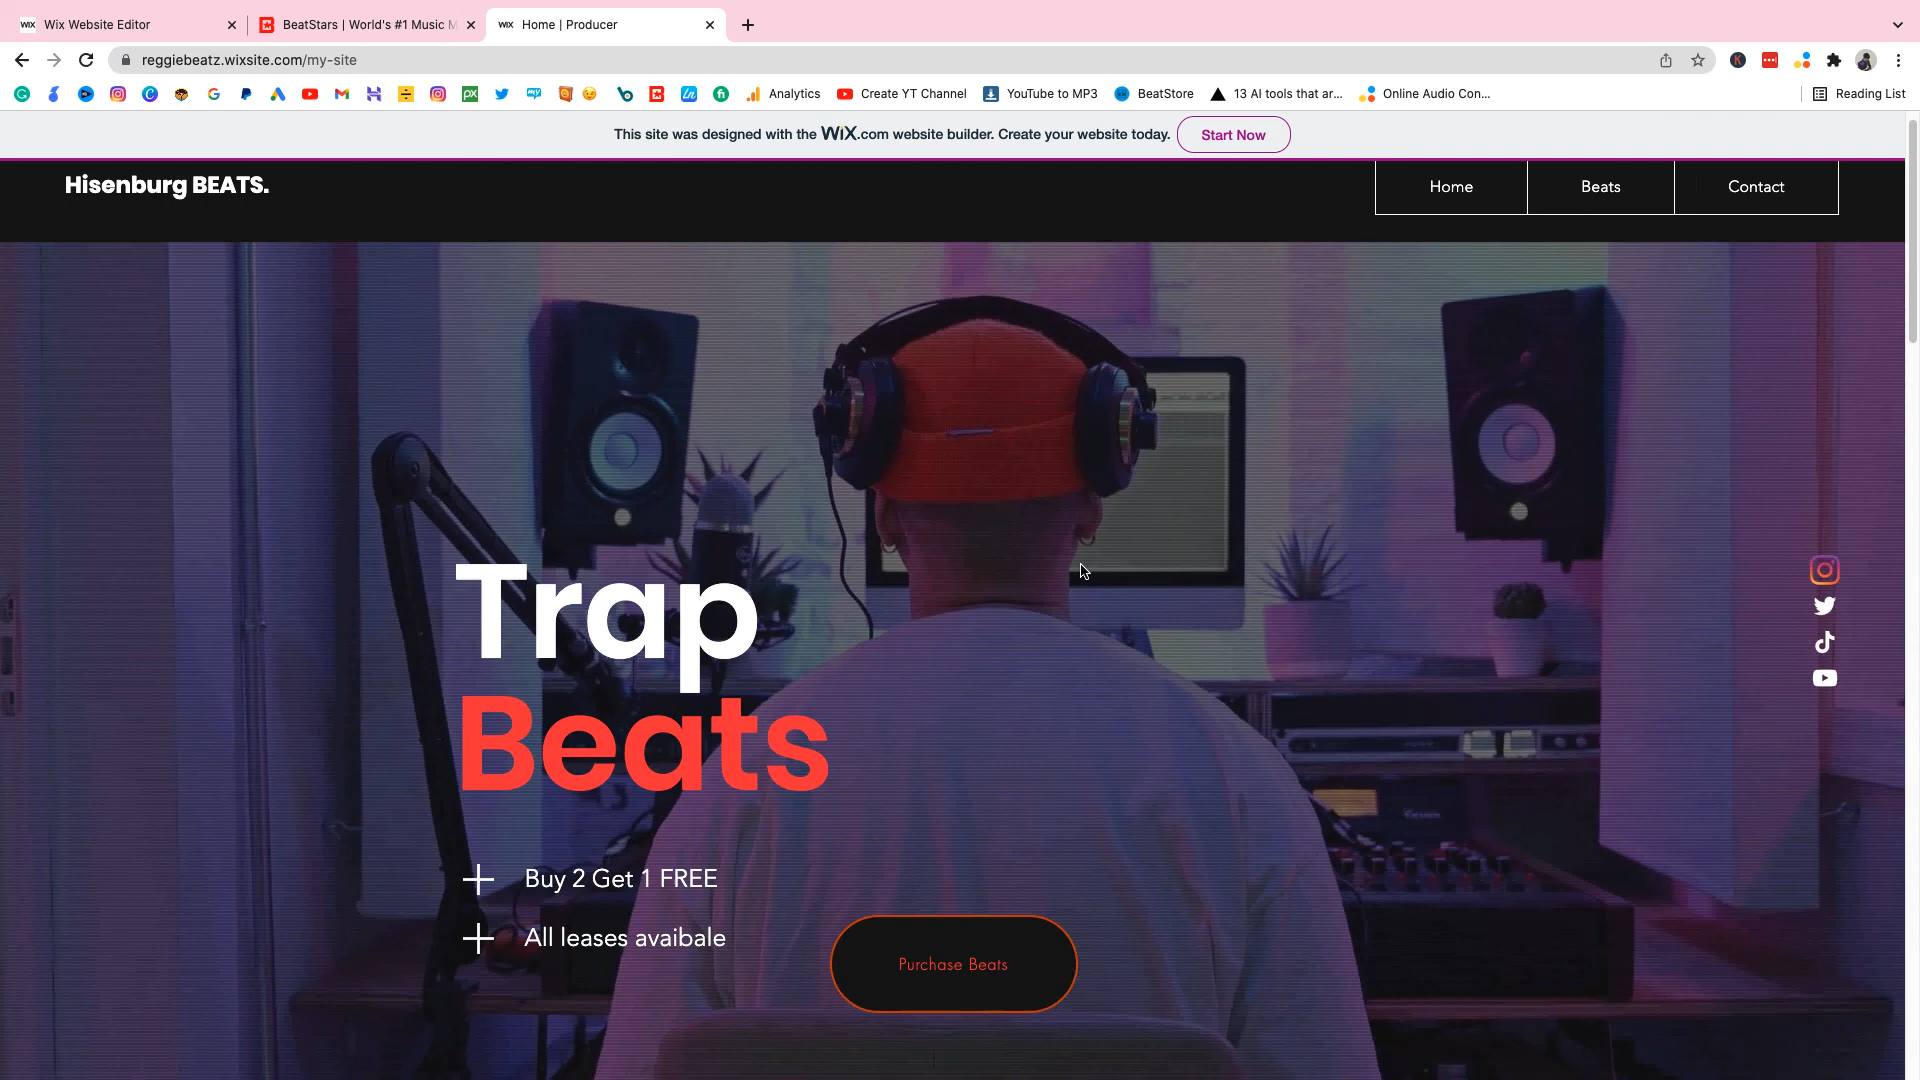 WIX Wix Website Editor
BeatStars | World's #1 Music M
WIX Home | Producer
reggiebeatz.wixsite.com/my-site
Analytics
Create YT Channel
YouTube to MP3
BeatStore
13 AI tools that ar...
Online Audio Con...
Reading List
This site was designed with the WiX.com website builder. Create your website today.
Start Now
Hisenburg BEATS.
Home
Beats
Contact
Trap
Beats
Buy 2 Get 1 FREE
All leases avaibale
Purchase Beats